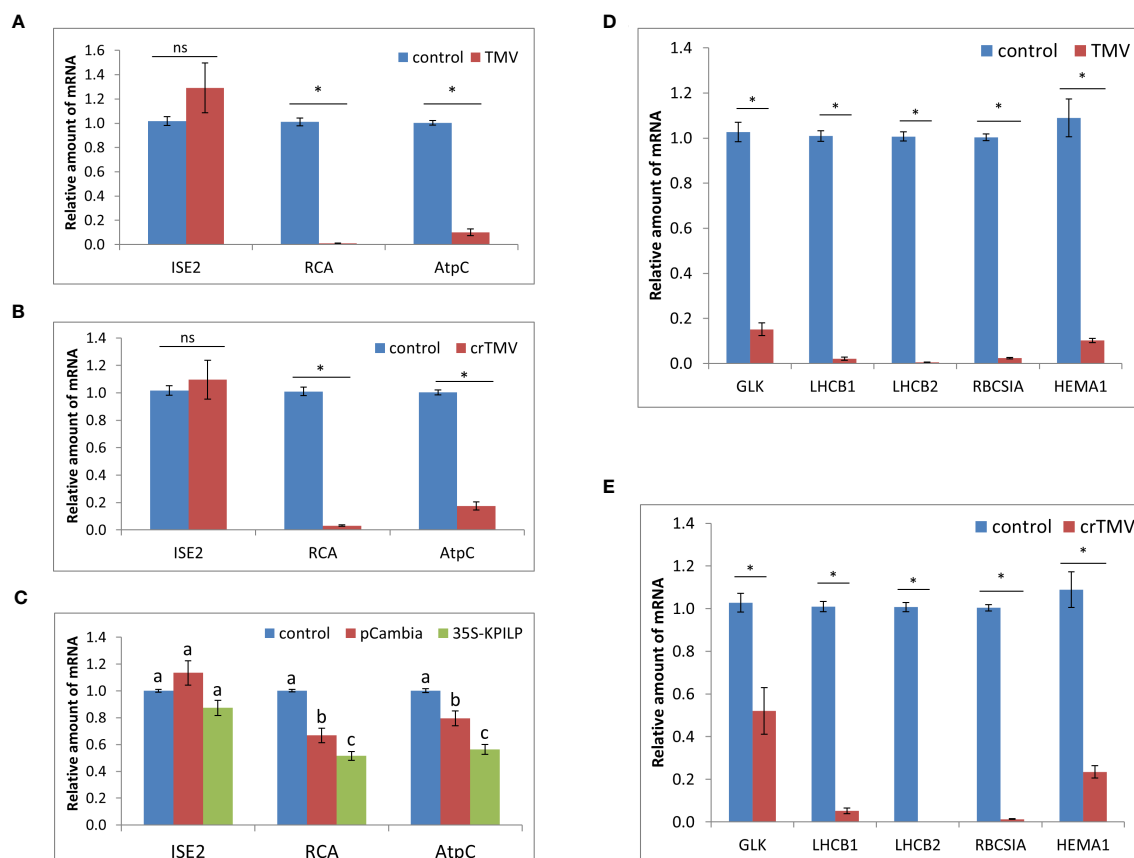 A
Relative amount of mRNA
1.6
1.4
1.2
1.0
0.8
0.6
0.4
0.2
0.0
control TMV
ns
*
*
ISE2 RCA AtpC
B
Relative amount of mRNA
1.4
1.2
1.0
0.8
0.6
0.4
0.2
0.0
control crTMV
ns
*
*
ISE2 RCA AtpC
C
Relative amount of mRNA
1.4
1.2
1.0
0.8
0.6
0.4
0.2
0.0
control pCambia 35S-KPILP
a a a
a b c
a b c
ISE2 RCA AtpC
D
Relative amount of mRNA
1.4
1.2
1.0
0.8
0.6
0.4
0.2
0.0
control TMV
* * * * *
GLK LHCB1 LHCB2 RBCSIA HEMA1
E
Relative amount of mRNA
1.4
1.2
1.0
0.8
0.6
0.4
0.2
0.0
control crTMV
* * * * *
GLK LHCB1 LHCB2 RBCSIA HEMA1